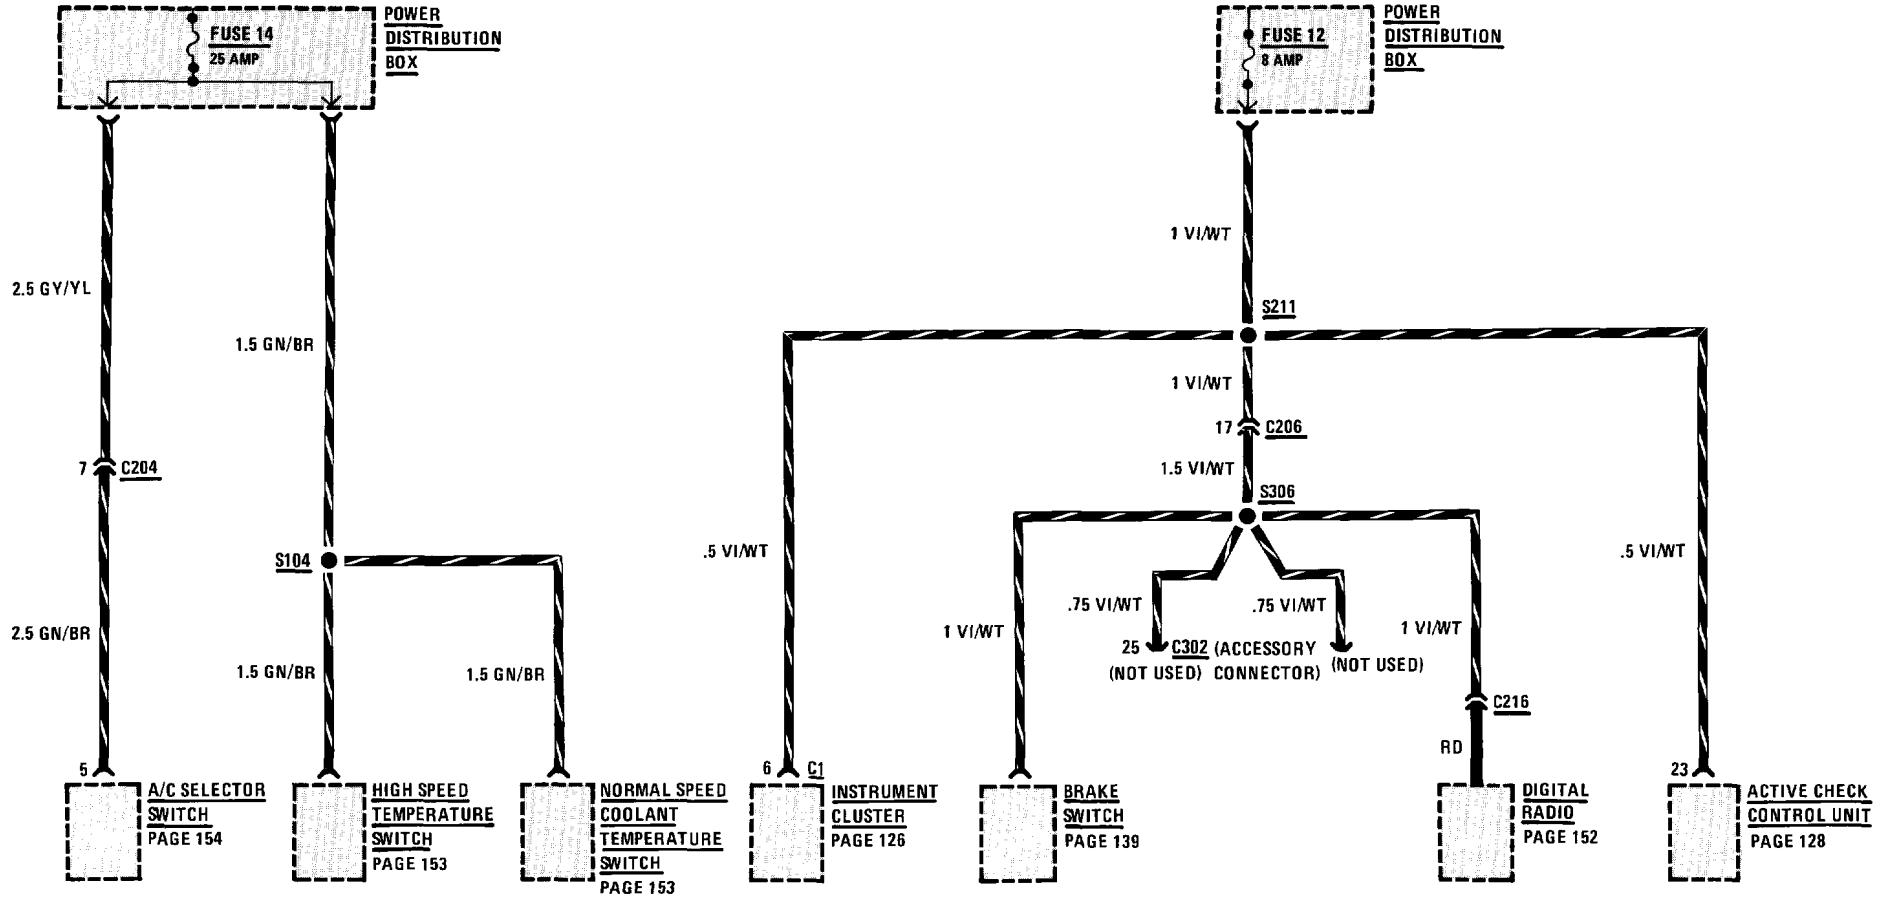 POWER
DISTRIBUTION
BOX
FUSE 14
25 AMP
POWER
DISTRIBUTION
BOX
FUSE 12
8 AMP
1 VI/WT
2.5 GY/YL
S211
1.5 GN/BR
1 VI/WT
17
C206
7
C204
1.5 VI/WT
S306
S104
.5 VI/WT
.5 VI/WT
.75 VI/WT
.75 VI/WT
2.5 GN/BR
1 VI/WT
1 VI/WT
25 C302 (ACCESSORY
(NOT USED) CONNECTOR)
(NOT USED)
1.5 GN/BR
1.5 GN/BR
C216
RD
5
6
C1
23
A/C SELECTOR
SWITCH
PAGE 154
HIGH SPEED
TEMPERATURE
SWITCH
PAGE 153
NORMAL SPEED
COOLANT
TEMPERATURE
SWITCH
PAGE 153
INSTRUMENT
CLUSTER
PAGE 126
BRAKE
SWITCH
PAGE 139
DIGITAL
RADIO
PAGE 152
ACTIVE CHECK
CONTROL UNIT
PAGE 128